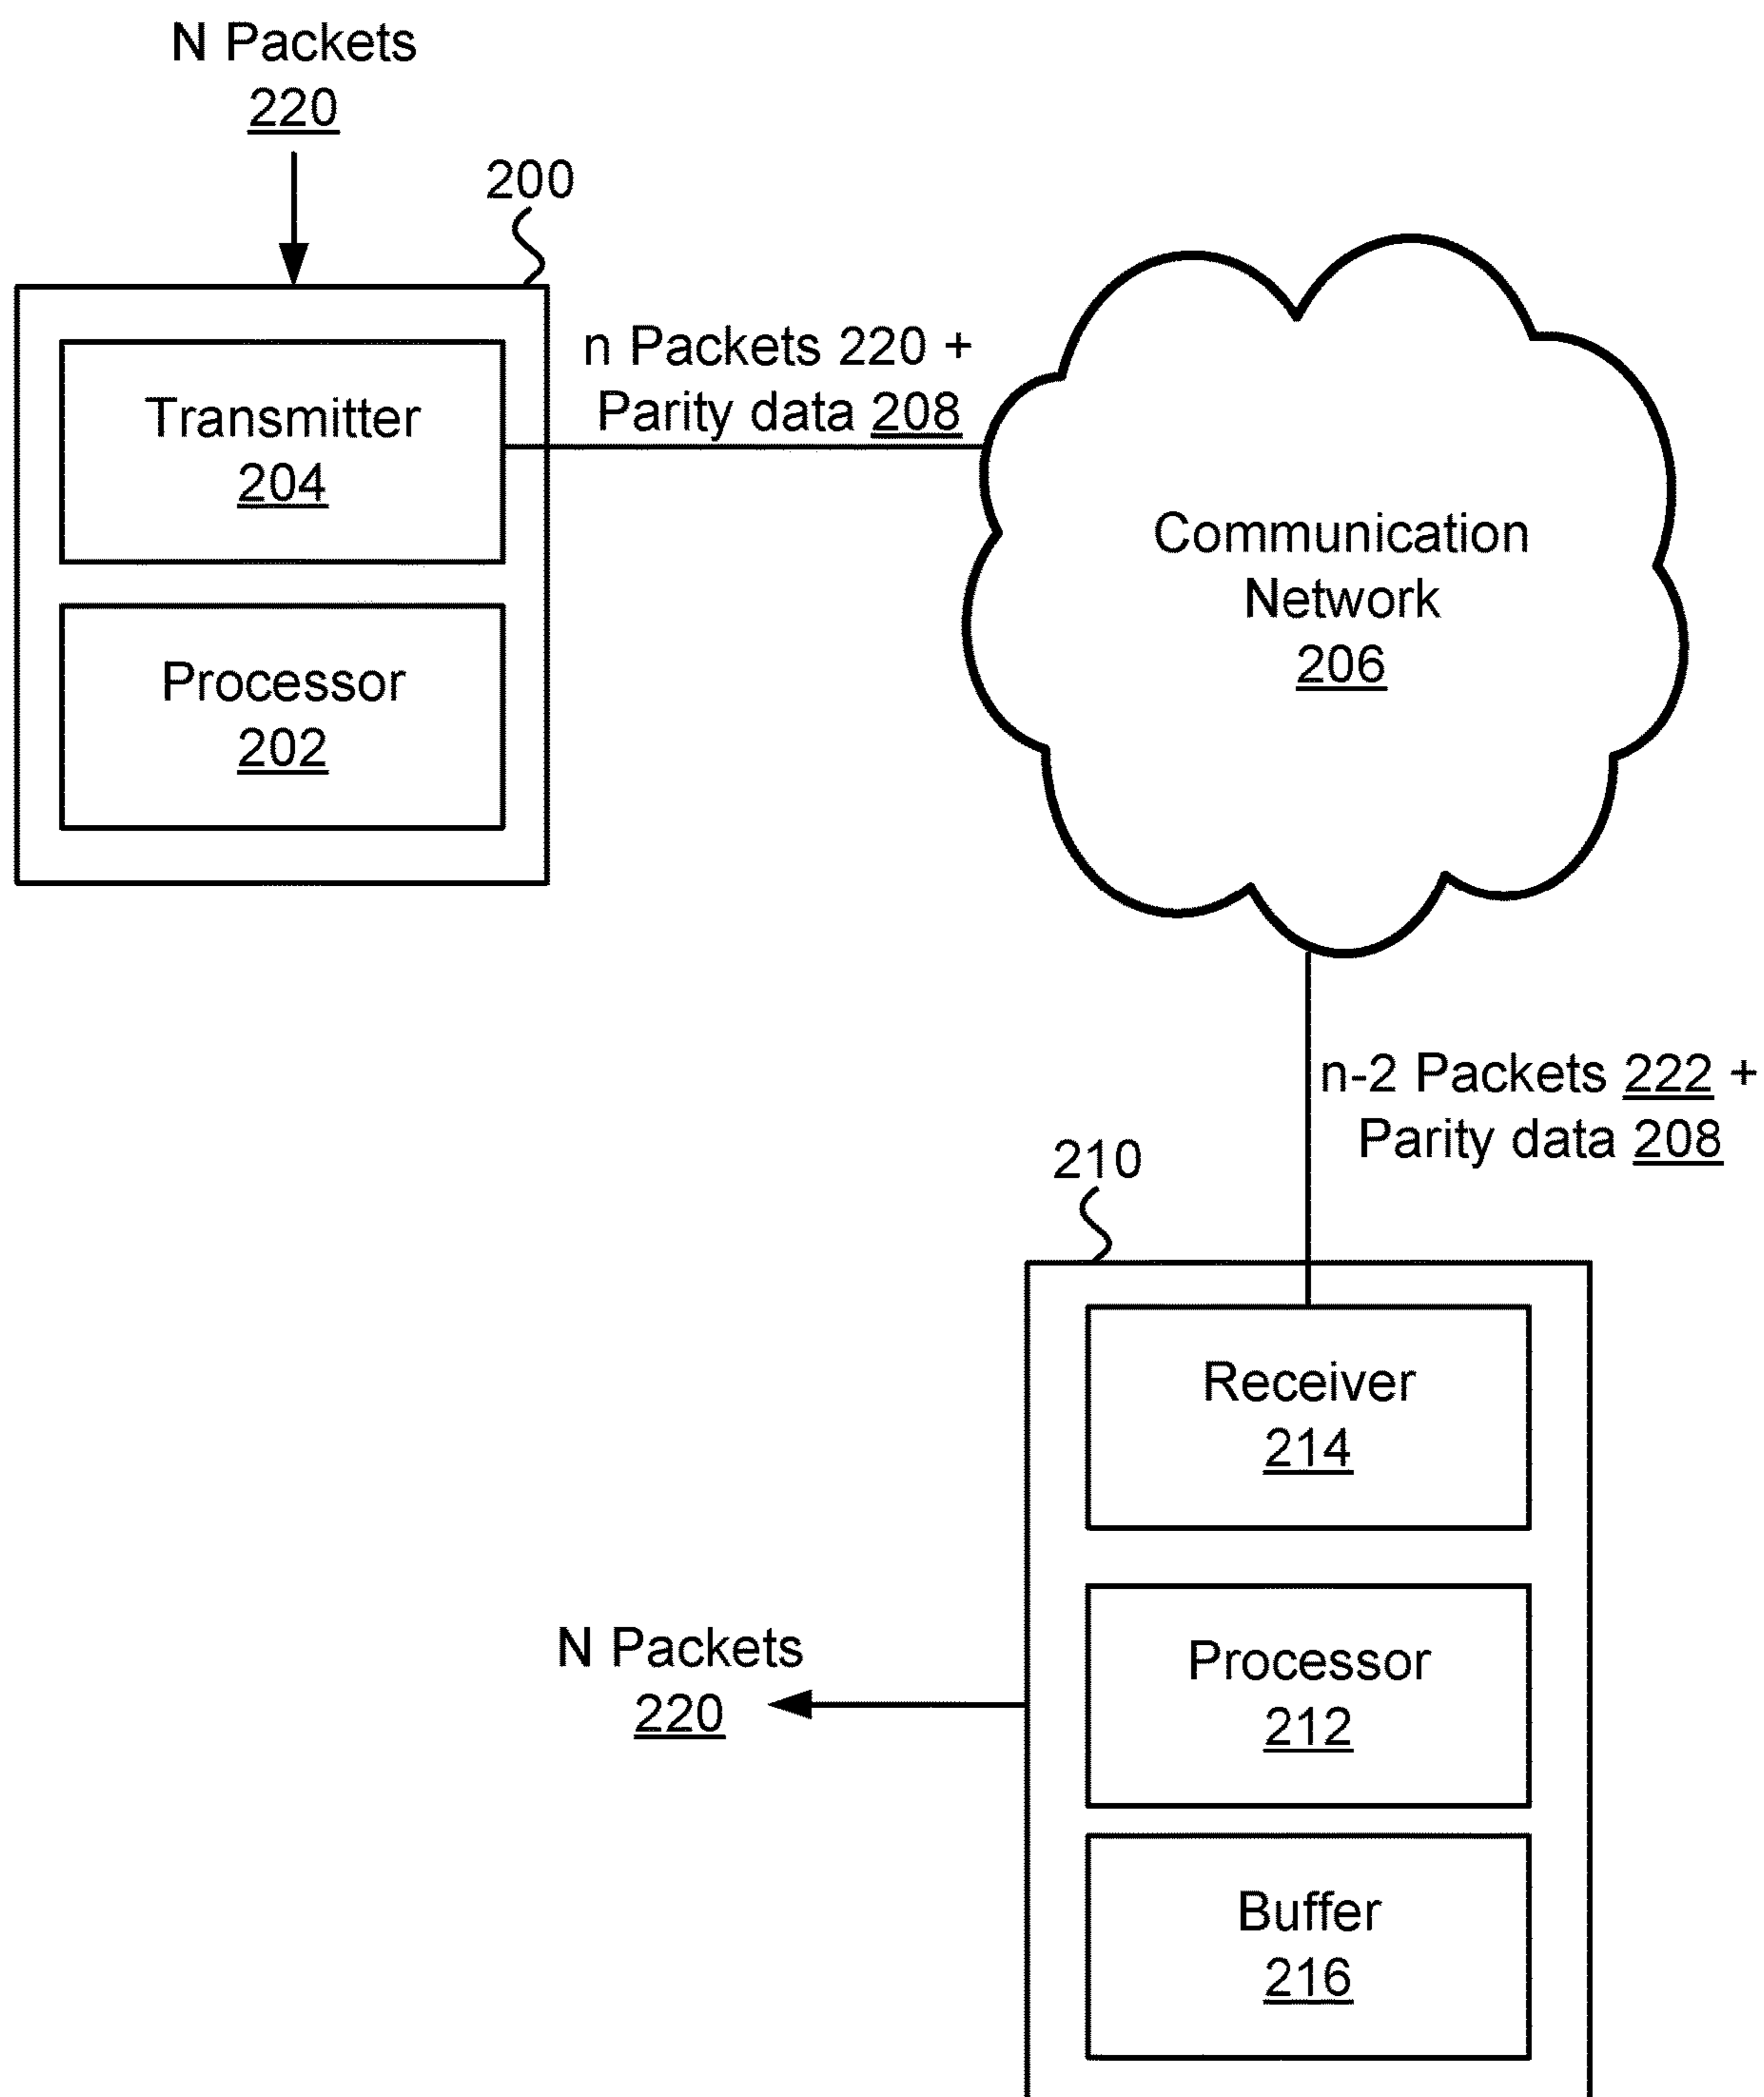 N Packets
220
200
n Packets 220 +
Parity data 208
Transmitter
204
Communication
Network
206
Processor
202
n-2 Packets 222 +
Parity data 208
210
Receiver
214
N Packets
220
Processor
212
Buffer
216